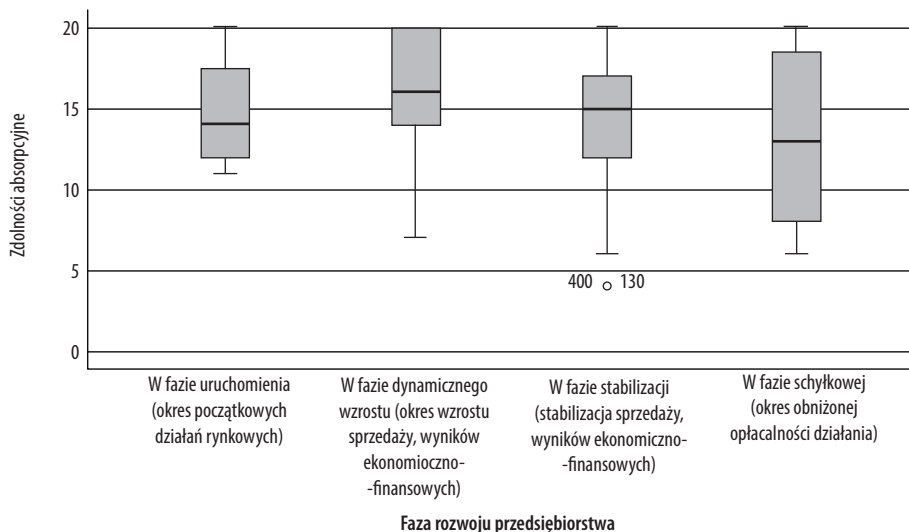 Zdolności absorpcyjne
20
15
10
5
0
400 130
W fazie uruchomienia
(okres początkowych
działań rynkowych)
W fazie dynamicznego
wzrostu (okres wzrostu
sprzedaży, wyników
ekonomioczno-
-finansowych)
W fazie stabilizacji
(stabilizacja sprzedaży,
wyników ekonomiczno-
-finansowych)
W fazie schyłkowej
(okres obniżonej
opłacalności działania)
Faza rozwoju przedsiębiorstwa